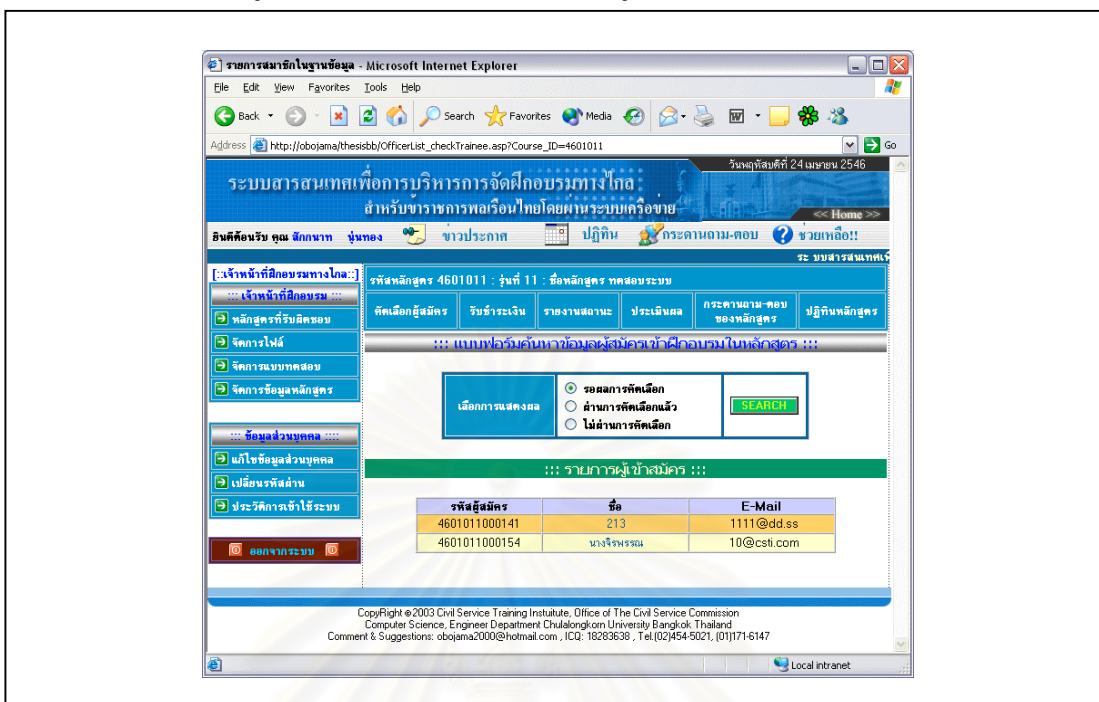 รายการสมาชิกในฐานข้อมูล - Microsoft Internet Explorer
File Edit View Favorites Tools Help
Back Search Favorites Media
Address http://obojama/thesisbb/OfficerList_checkTrainee.asp?Course_ID=4601011 Go
วันพฤหัสบดีที่ 24 เมษายน 2546
ระบบสารสนเทศเพื่อการบริหารการจัดฝึกอบรมทางไกล
สำหรับข้าราชการพลเรือนไทยโดยผ่านระบบเครือข่าย
<< Home >>
ยินดีต้อนรับ คุณ สักกนาท นุ่นทอง ข่าวประกาศ ปฏิทิน กระดานถาม-ตอบ ช่วยเหลือ!!
ระบบสารสนเทศเ
[::เจ้าหน้าที่ฝึกอบรมทางไกล::]
::: เจ้าหน้าที่ฝึกอบรม :::
หลักสูตรที่รับผิดชอบ
จัดการไฟล์
จัดการแบบทดสอบ
จัดการข้อมูลหลักสูตร
::: ข้อมูลส่วนบุคคล ::::
แก้ไขข้อมูลส่วนบุคคล
เปลี่ยนรหัสผ่าน
ประวัติการเข้าใช้ระบบ
ออกจากระบบ
รหัสหลักสูตร 4601011 : รุ่นที่ 11 : ชื่อหลักสูตร ทดสอบระบบ
คัดเลือกผู้สมัคร รับชำระเงิน รายงานสถานะ ประเมินผล กระดานถาม-ตอบ ของหลักสูตร ปฏิทินหลักสูตร
::: แบบฟอร์มค้นหาข้อมูลผู้สมัครเข้าฝึกอบรมในหลักสูตร :::
เลือกการแสดงผล
รอผลการคัดเลือก
ผ่านการคัดเลือกแล้ว
ไม่ผ่านการคัดเลือก
SEARCH
::: รายการผู้เข้าสมัคร :::
รหัสผู้สมัคร ชื่อ E-Mail
4601011000141 213 1111@dd.ss
4601011000154 นางจิรพรรณ 10@csti.com
CopyRight © 2003 Civil Service Training Instuitute, Office of The Civil Service Commission
Computer Science, Engineer Department Chulalongkorn University Bangkok Thailand
Comment & Suggestions: obojama2000@hotmail.com , ICQ: 18283638 , Tel.(02)454-5021, (01)171-6147
Local intranet